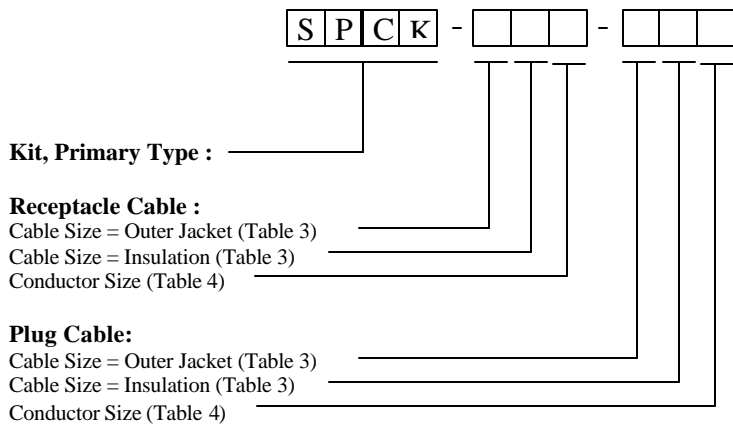 SPCK - -
Kit, Primary Type :
Receptacle Cable :
Cable Size = Outer Jacket (Table 3)
Cable Size = Insulation (Table 3)
Conductor Size (Table 4)
Plug Cable:
Cable Size = Outer Jacket (Table 3)
Cable Size = Insulation (Table 3)
Conductor Size (Table 4)